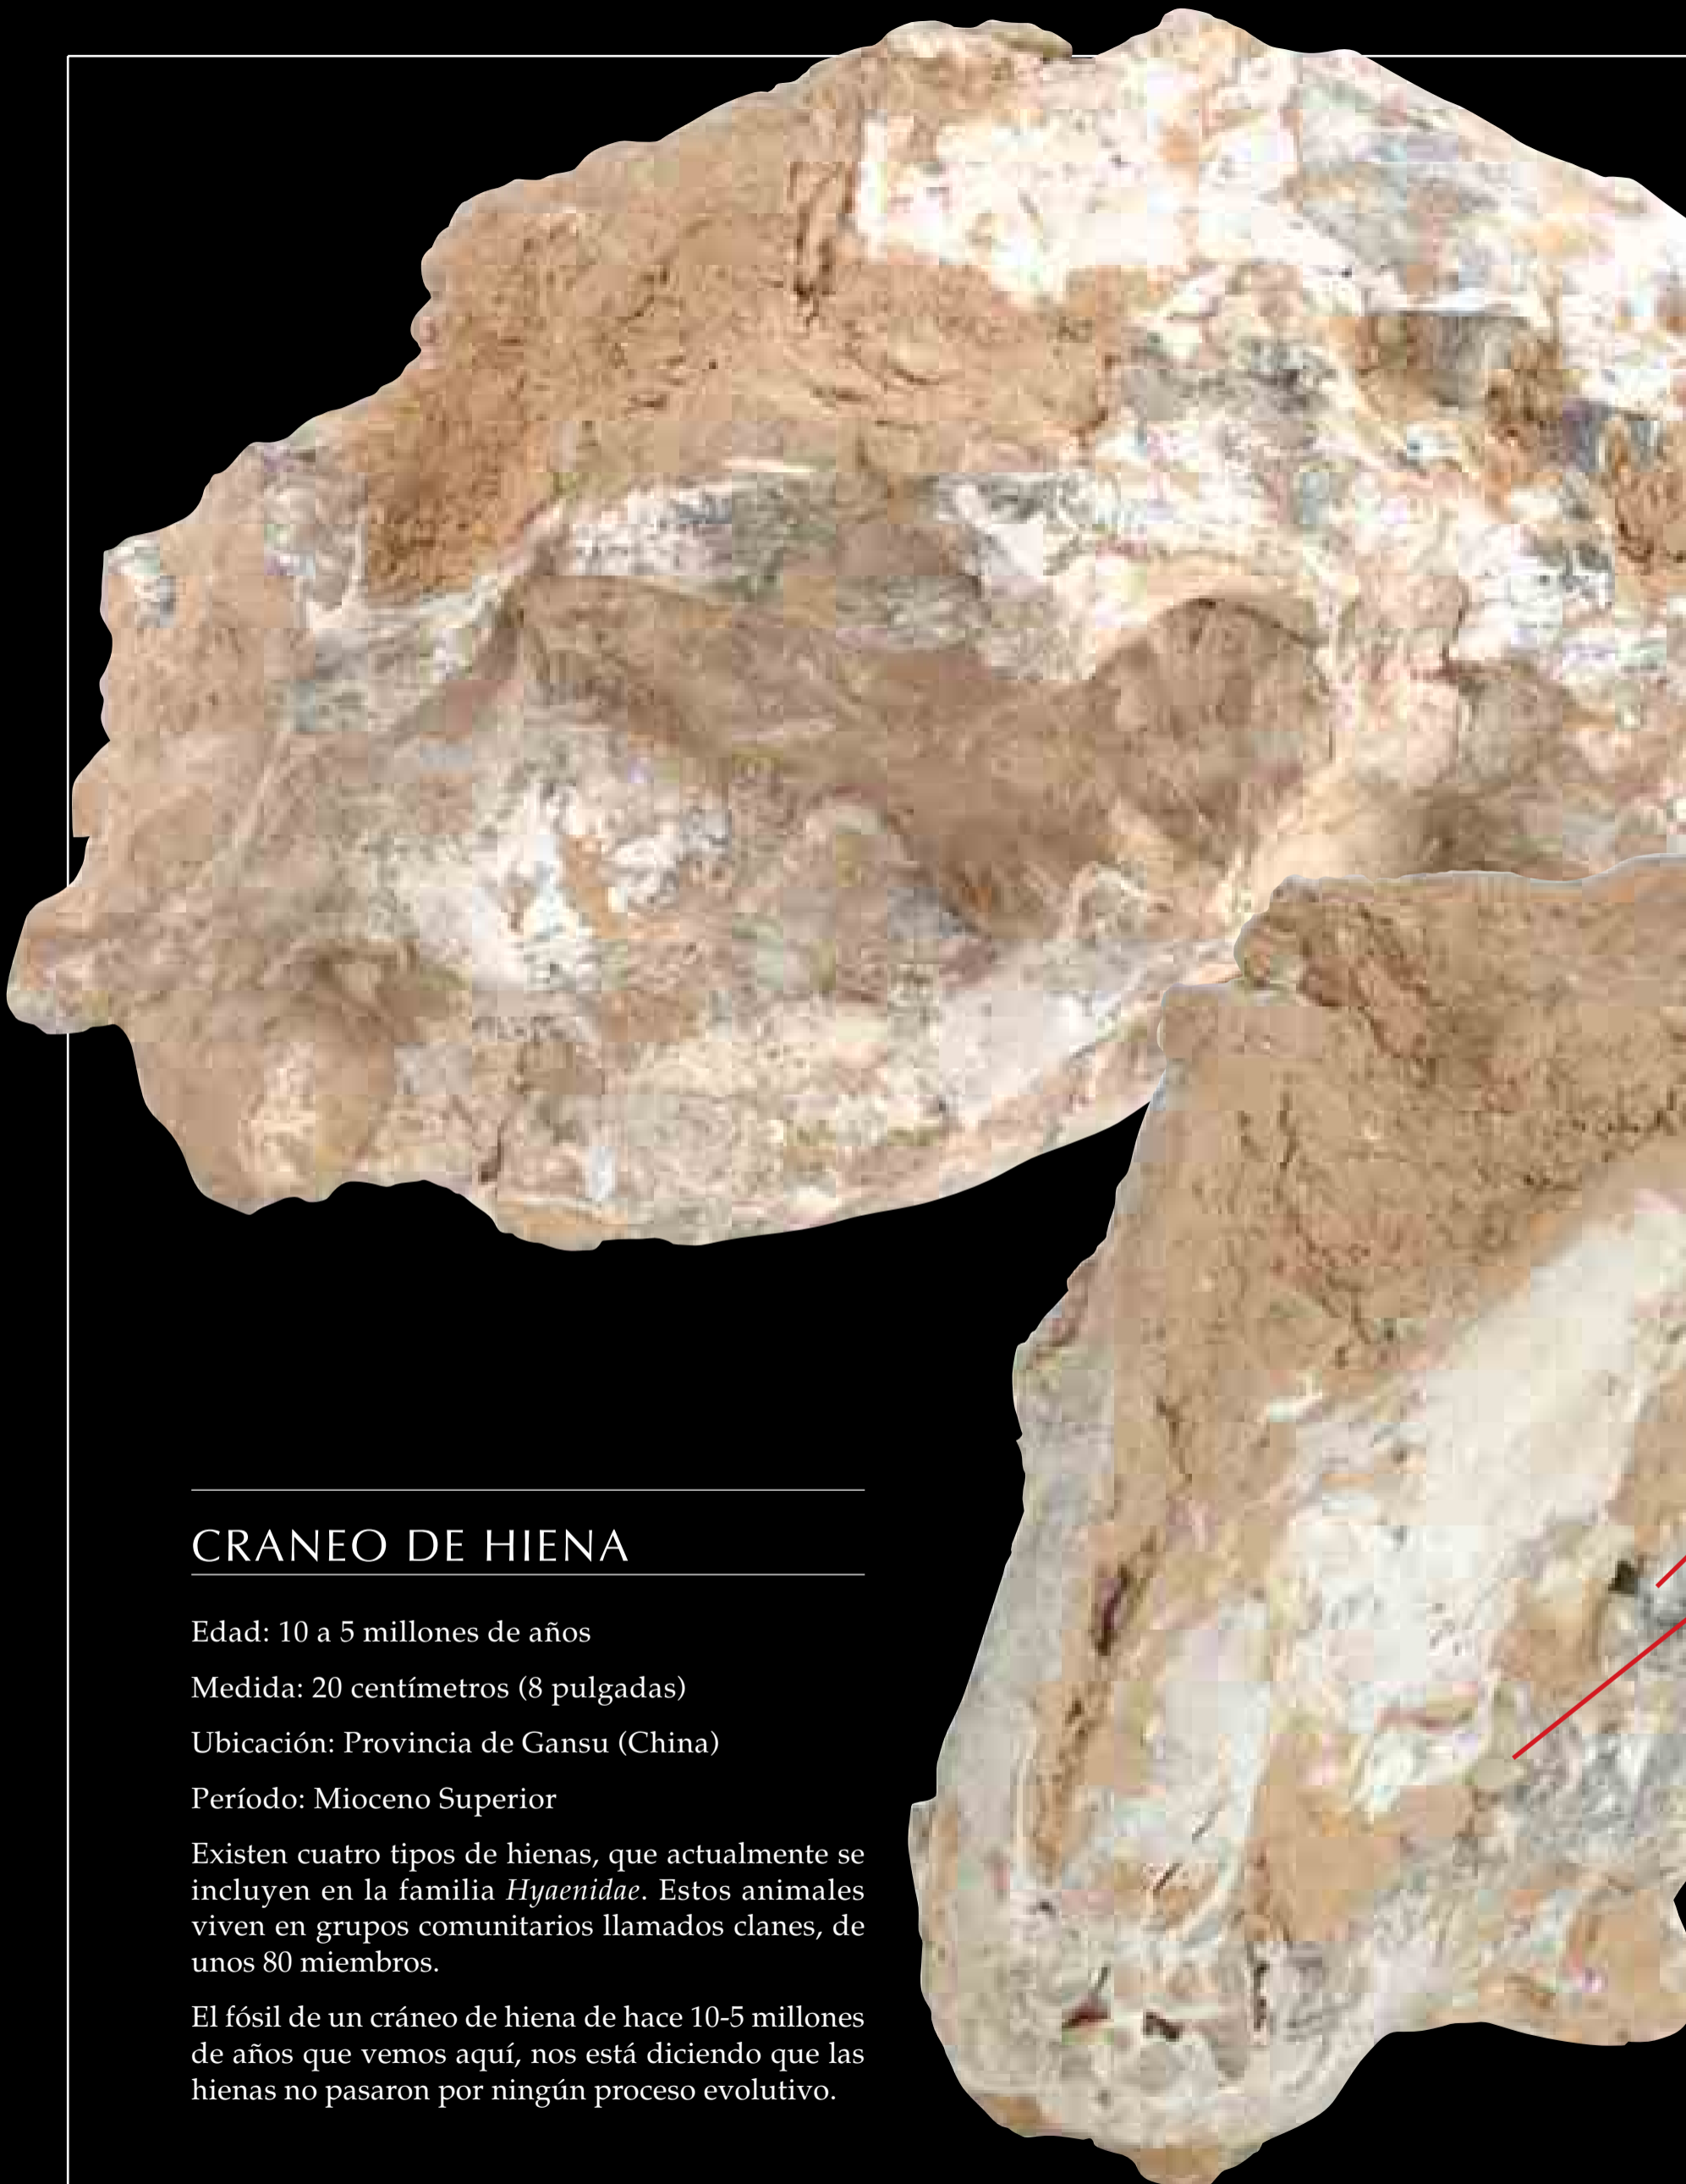 CRANEO DE HIENA
Edad: 10 a 5 millones de años
Medida: 20 centímetros (8 pulgadas)
Ubicación: Provincia de Gansu (China)
Período: Mioceno Superior
Existen cuatro tipos de hienas, que actualmente se
incluyen en la familia Hyaenidae. Estos animales
viven en grupos comunitarios llamados clanes, de
unos 80 miembros.
El fósil de un cráneo de hiena de hace 10-5 millones
de años que vemos aquí, nos está diciendo que las
hienas no pasaron por ningún proceso evolutivo.